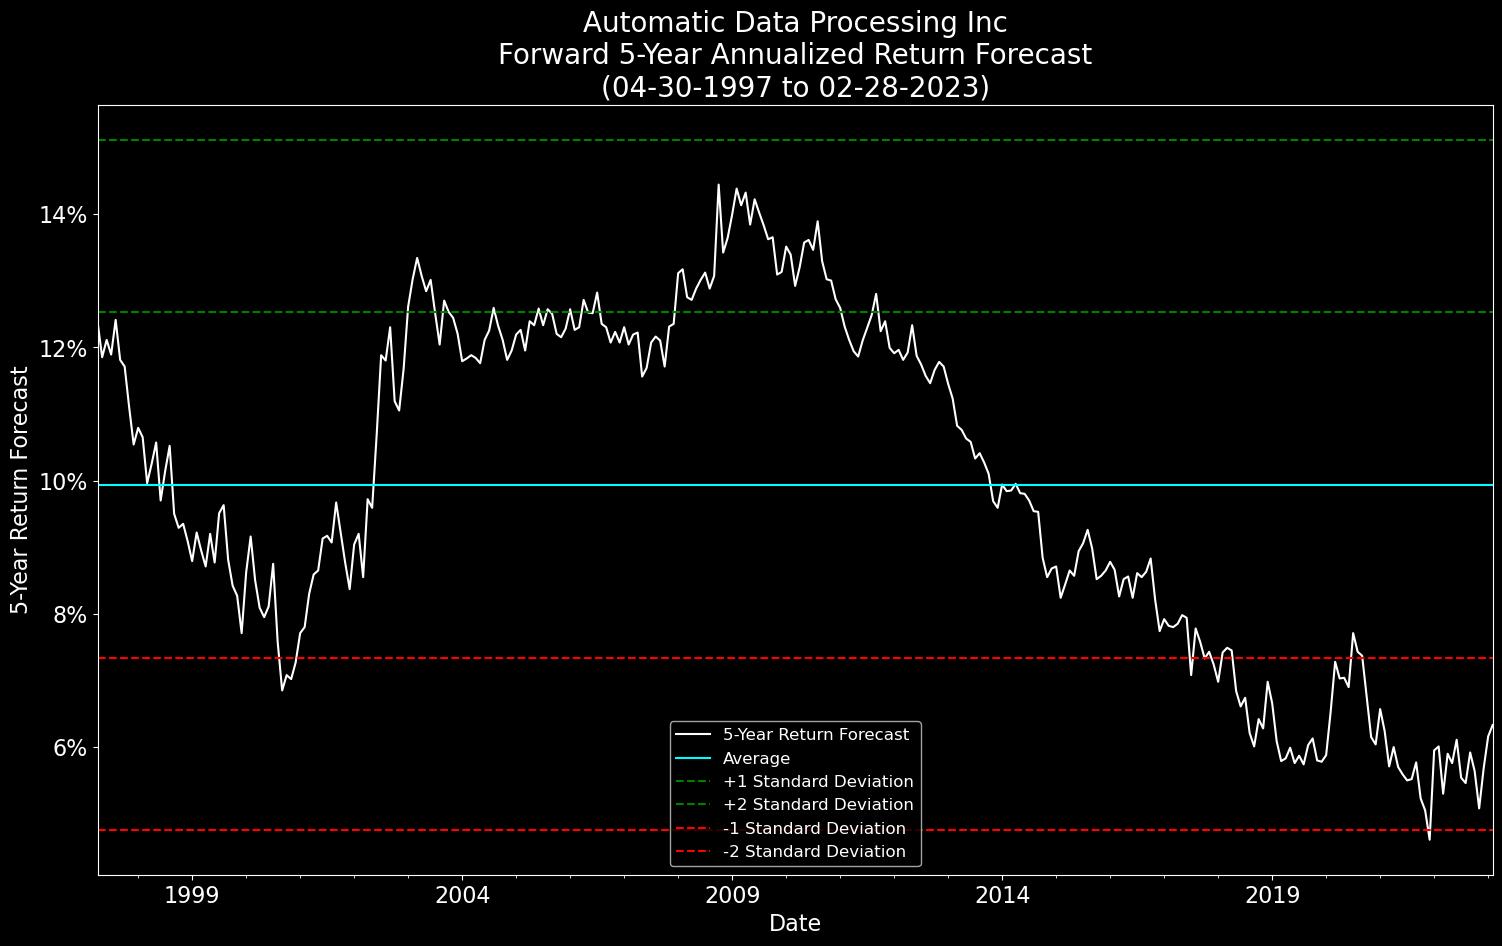 Automatic Data Processing Inc
Forward 5-Year Annualized Return Forecast
(04-30-1997 to 02-28-2023)
5-Year Return Forecast
14%
12%
10%
8%
6%
5-Year Return Forecast
Average
+1 Standard Deviation
+2 Standard Deviation
-1 Standard Deviation
-2 Standard Deviation
1999
2004
2009
2014
2019
Date